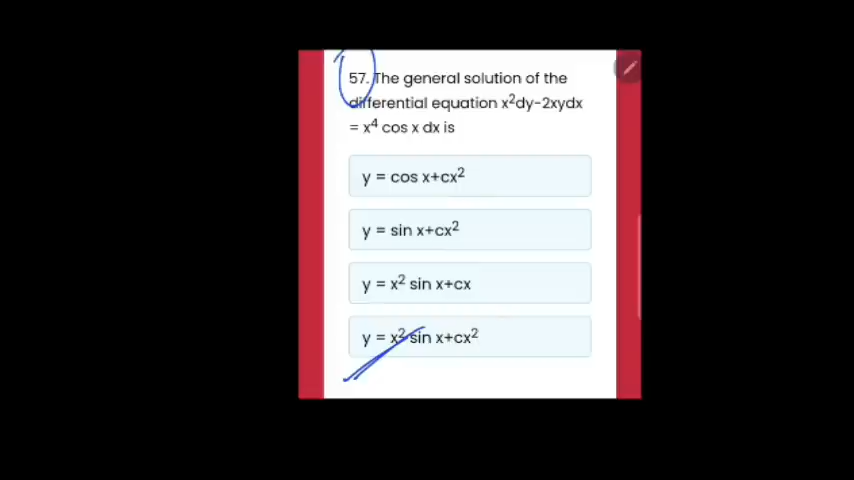 57. The general solution of the
differential equation x²dy-2xydx
= x⁴ cos x dx is
y = cos x+cx²
y = sin x+cx²
y = x² sin x+cx
y = x² sin x+cx²